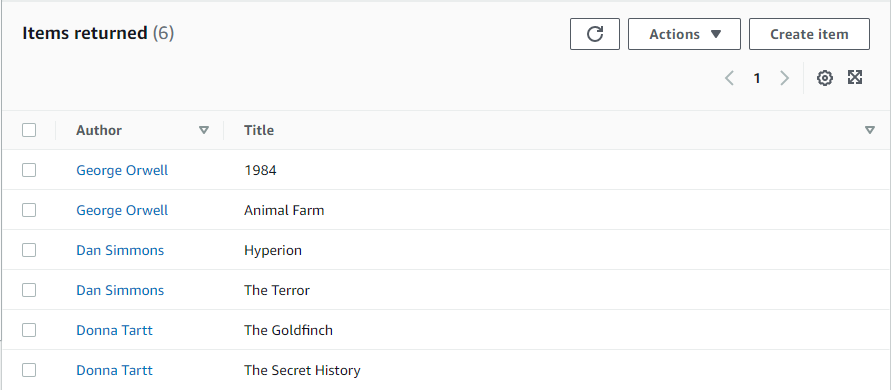 Items returned (6)
Actions
Create item
1
Author Title
George Orwell 1984
George Orwell Animal Farm
Dan Simmons Hyperion
Dan Simmons The Terror
Donna Tartt The Goldfinch
Donna Tartt The Secret History